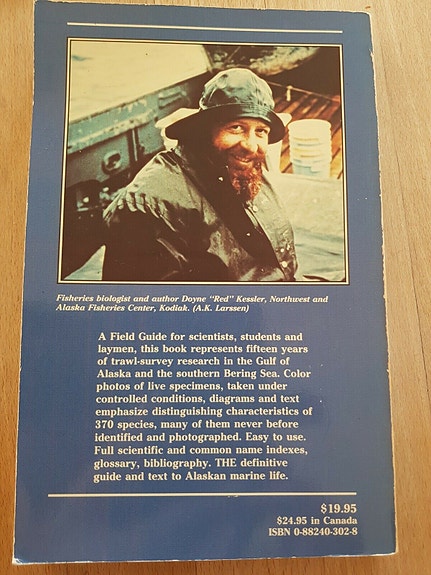 Fisheries biologist and author Doyne "Red" Kessler, Northwest and
Alaska Fisheries Center, Kodiak. (A.K. Larssen)
A Field Guide for scientists, students and
laymen, this book represents fifteen years
of trawl-survey research in the Gulf of
Alaska and the southern Bering Sea. Color
photos of live specimens, taken under
controlled conditions, diagrams and text
emphasize distinguishing characteristics of
370 species, many of them never before
identified and photographed. Easy to use.
Full scientific and common name indexes,
glossary, bibliography. THE definitive
guide and text to Alaskan marine life.
$19.95
$24.95 in Canada
ISBN 0-88240-302-8